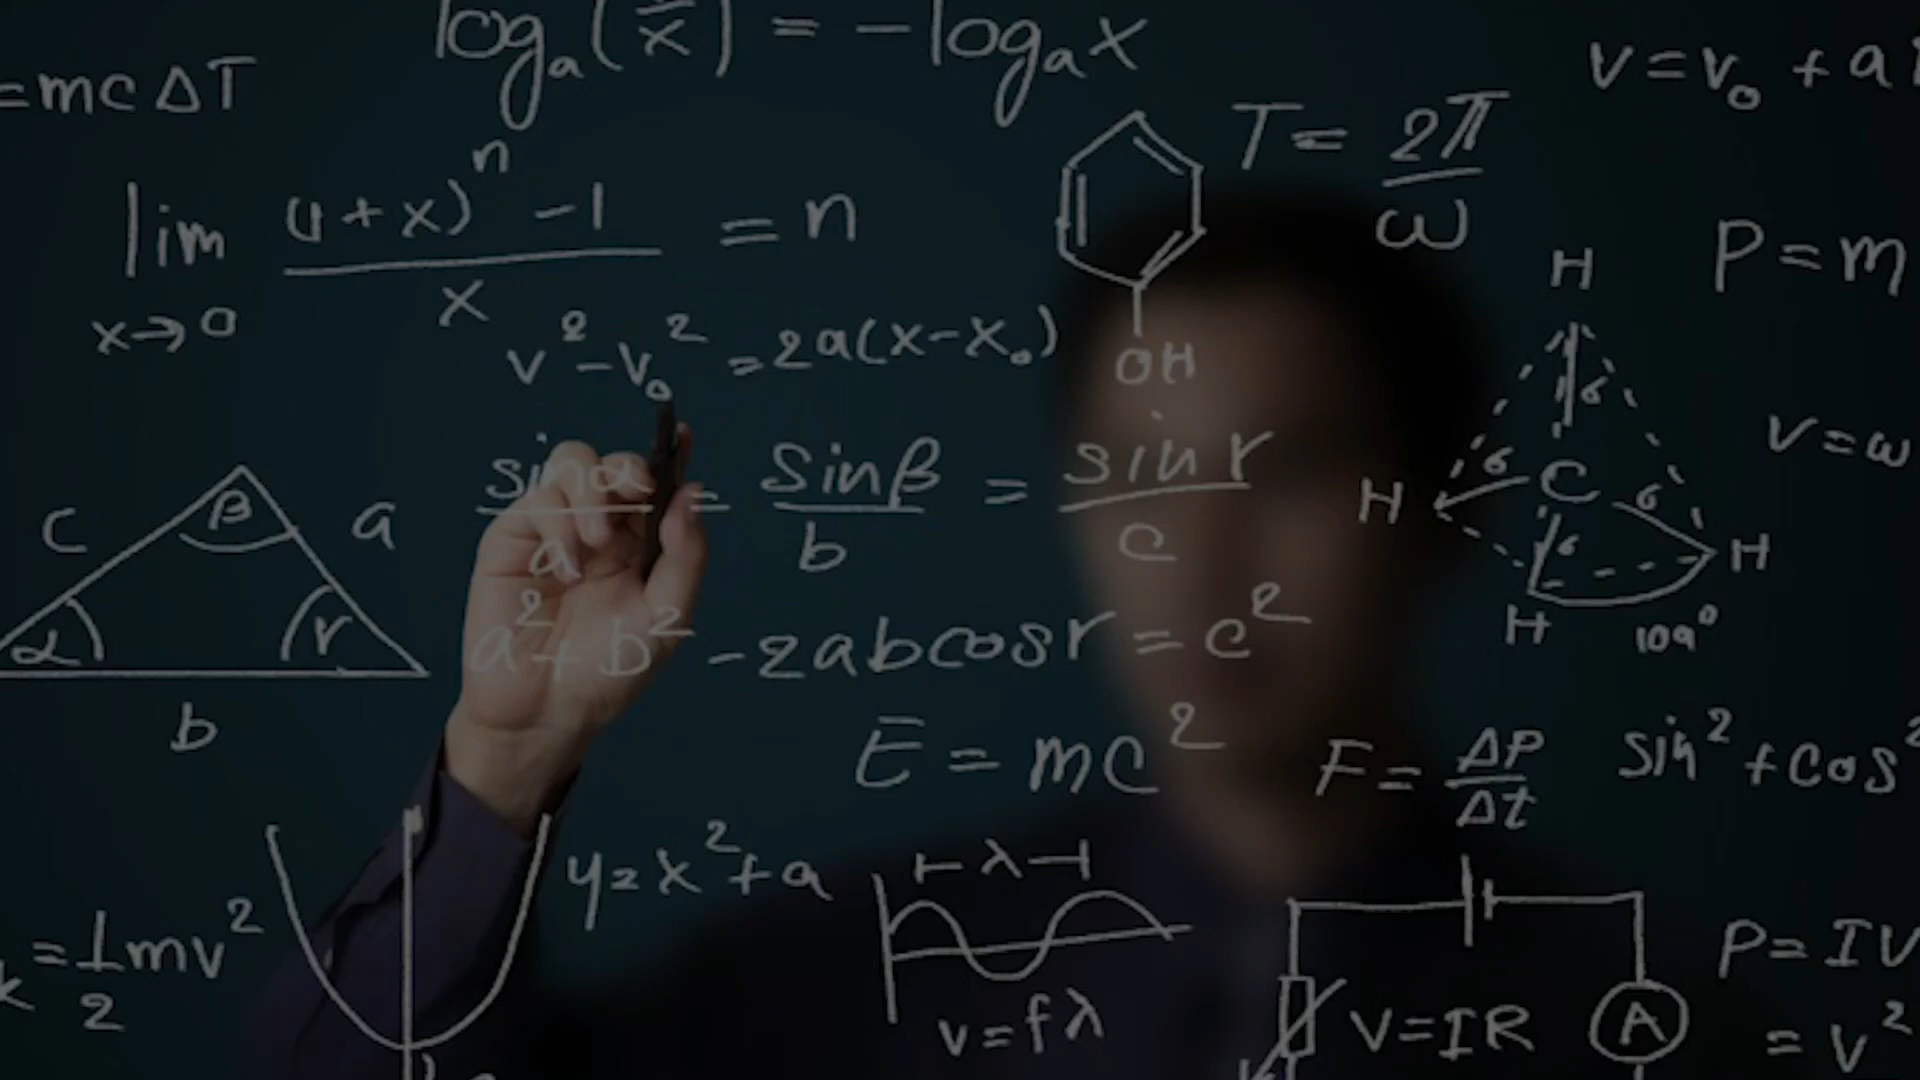 logₐ(1/x) = -logₐx
=mcΔT
v=v₀+a
T=2π/ω
lim x→0 ((1+x)ⁿ-1)/x = n
P=m
H
v²-v₀²=2a(x-x₀)
OH
σ
v=ω
sinα/a = sinβ/b = sinr/c
c β a
H σ C σ H
σ
H 109°
α r
a²+b²-2abcosr=c²
b
E=mc²
F=ΔP/Δt
sin²+cos²
y=x²+a
λ
=1/2mv²
P=IV
v=fλ
V=IR
A
=v²